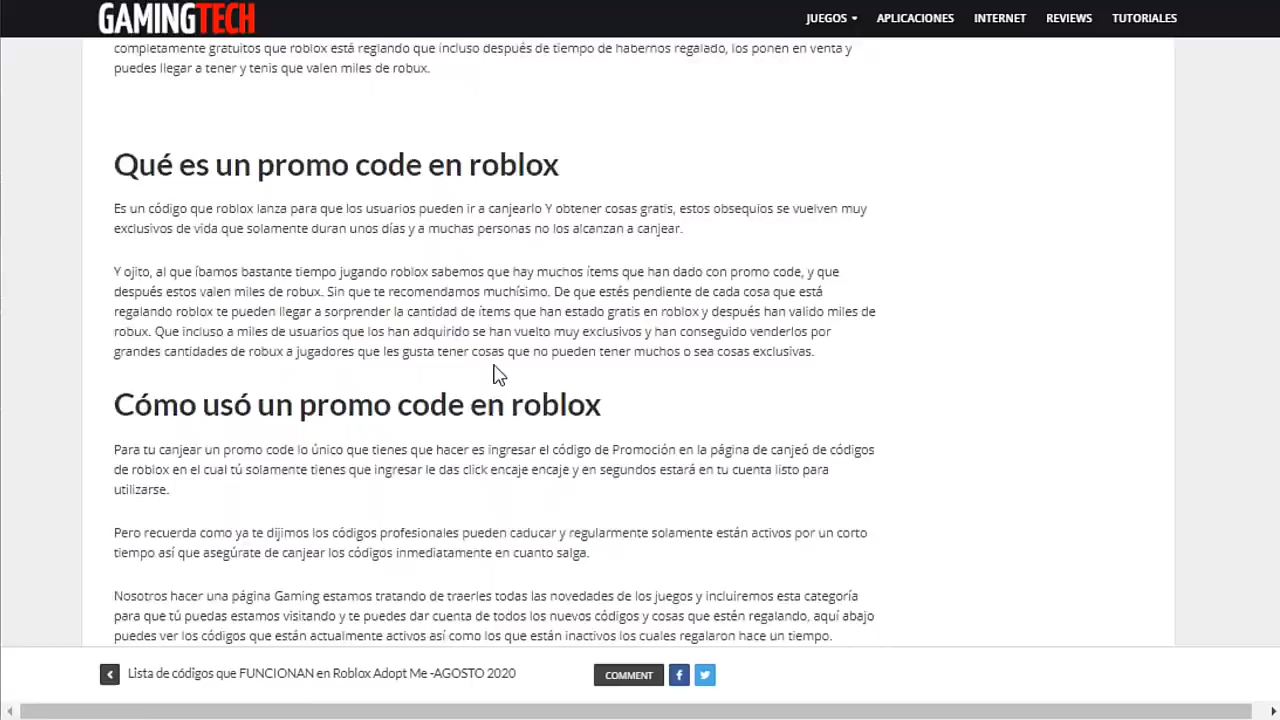 GAMINGTECH
JUEGOS APLICACIONES INTERNET REVIEWS TUTORIALES
completamente gratuitos que roblox está reglando que incluso después de tiempo de habernos regalado, los ponen en venta y
puedes llegar a tener y tenis que valen miles de robux.
Qué es un promo code en roblox
Es un código que roblox lanza para que los usuarios pueden ir a canjearlo Y obtener cosas gratis, estos obsequios se vuelven muy
exclusivos de vida que solamente duran unos días y a muchas personas no los alcanzan a canjear.
Y ojito, al que íbamos bastante tiempo jugando roblox sabemos que hay muchos ítems que han dado con promo code, y que
después estos valen miles de robux. Sin que te recomendamos muchísimo. De que estés pendiente de cada cosa que está
regalando roblox te pueden llegar a sorprender la cantidad de ítems que han estado gratis en roblox y después han valido miles de
robux. Que incluso a miles de usuarios que los han adquirido se han vuelto muy exclusivos y han conseguido venderlos por
grandes cantidades de robux a jugadores que les gusta tener cosas que no pueden tener muchos o sea cosas exclusivas.
Cómo usó un promo code en roblox
Para tu canjear un promo code lo único que tienes que hacer es ingresar el código de Promoción en la página de canjeó de códigos
de roblox en el cual tú solamente tienes que ingresar le das click encaje encaje y en segundos estará en tu cuenta listo para
utilizarse.
Pero recuerda como ya te dijimos los códigos profesionales pueden caducar y regularmente solamente están activos por un corto
tiempo así que asegúrate de canjear los códigos inmediatamente en cuanto salga.
Nosotros hacer una página Gaming estamos tratando de traerles todas las novedades de los juegos y incluiremos esta categoría
para que tú puedas estamos visitando y te puedes dar cuenta de todos los nuevos códigos y cosas que estén regalando, aquí abajo
puedes ver los códigos que están actualmente activos así como los que están inactivos los cuales regalaron hace un tiempo.
Lista de códigos que FUNCIONAN en Roblox Adopt Me -AGOSTO 2020
COMMENT